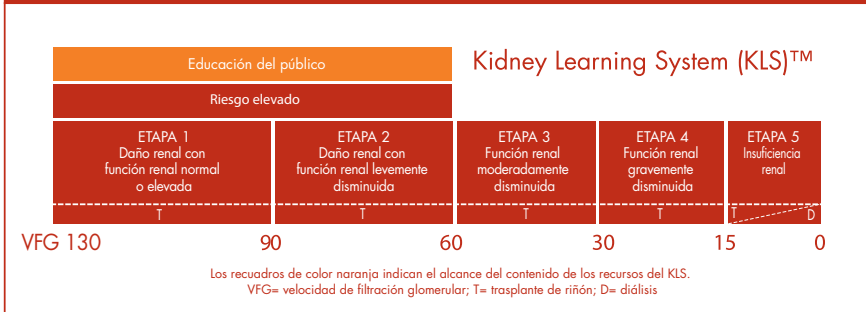 Educación del público
Kidney Learning System (KLS)™
Riesgo elevado
ETAPA 1
Daño renal con
función renal normal
o elevada
ETAPA 2
Daño renal con
función renal levemente
disminuida
ETAPA 3
Función renal
moderadamente
disminuida
ETAPA 4
Función renal
gravemente
disminuida
ETAPA 5
Insuficiencia
renal
T T T T T D
VFG 130 90 60 30 15 0
Los recuadros de color naranja indican el alcance del contenido de los recursos del KLS.
VFG= velocidad de filtración glomerular; T= trasplante de riñón; D= diálisis